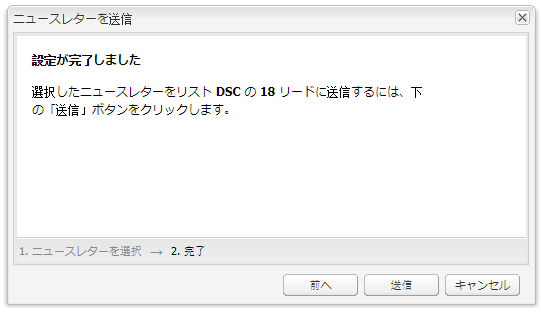 ニュースレターを送信
設定が完了しました
選択したニュースレターをリスト DSC の 18 リードに送信するには、下
の「送信」ボタンをクリックします。
1. ニュースレターを選択 → 2. 完了
前へ 送信 キャンセル